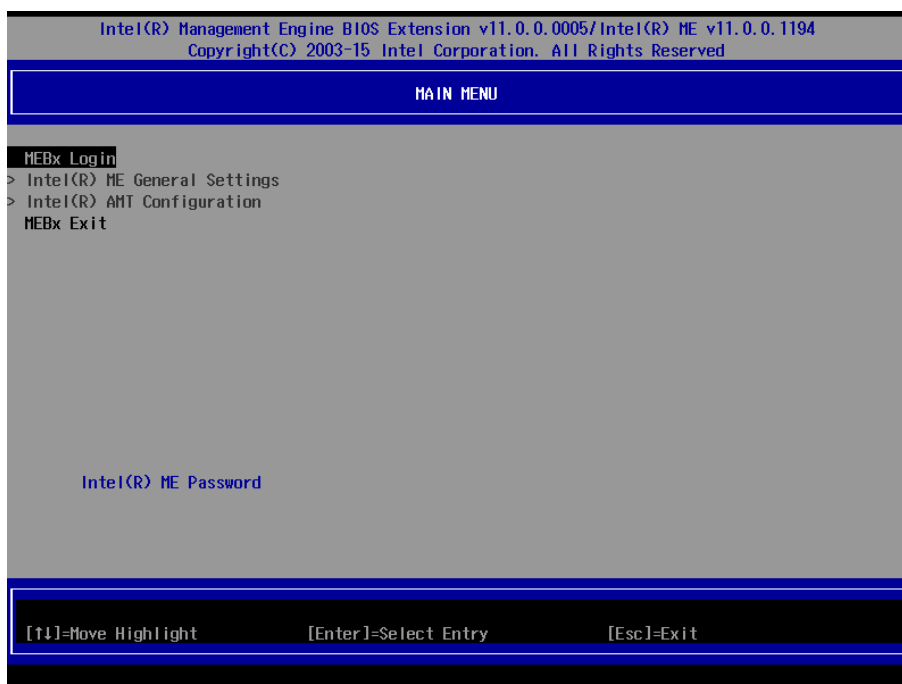 Intel(R) Management Engine BIOS Extension v11.0.0.0005/Intel(R) ME v11.0.0.1194
Copyright(C) 2003-15 Intel Corporation. All Rights Reserved
MAIN MENU
MEBx Login
> Intel(R) ME General Settings
> Intel(R) AMT Configuration
MEBx Exit
Intel(R) ME Password
[↑↓]=Move Highlight [Enter]=Select Entry [Esc]=Exit